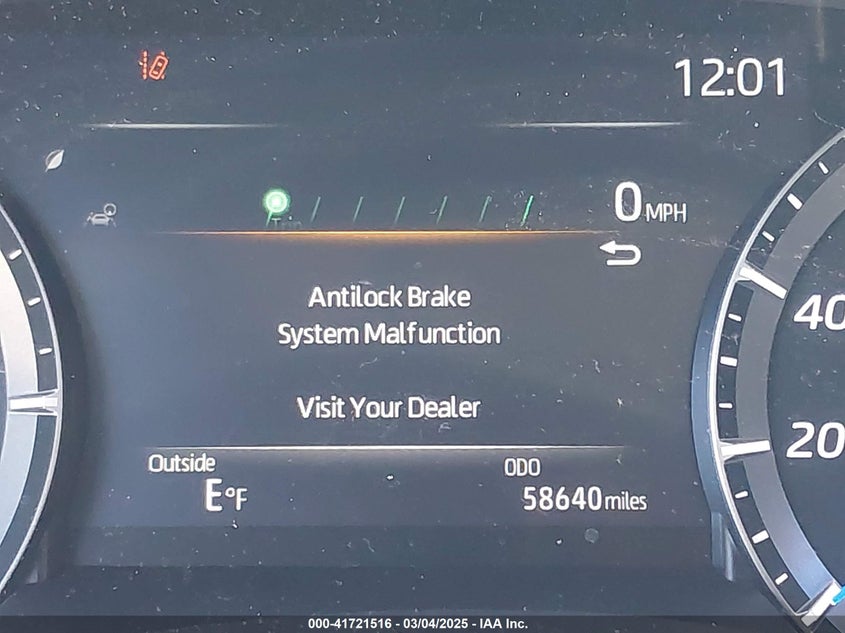 12:01
0 MPH
Antilock Brake
System Malfunction
Visit Your Dealer
Outside
E°F
ODO
58640 miles
40
20
000-41721516 - 03/04/2025 - IAA Inc.